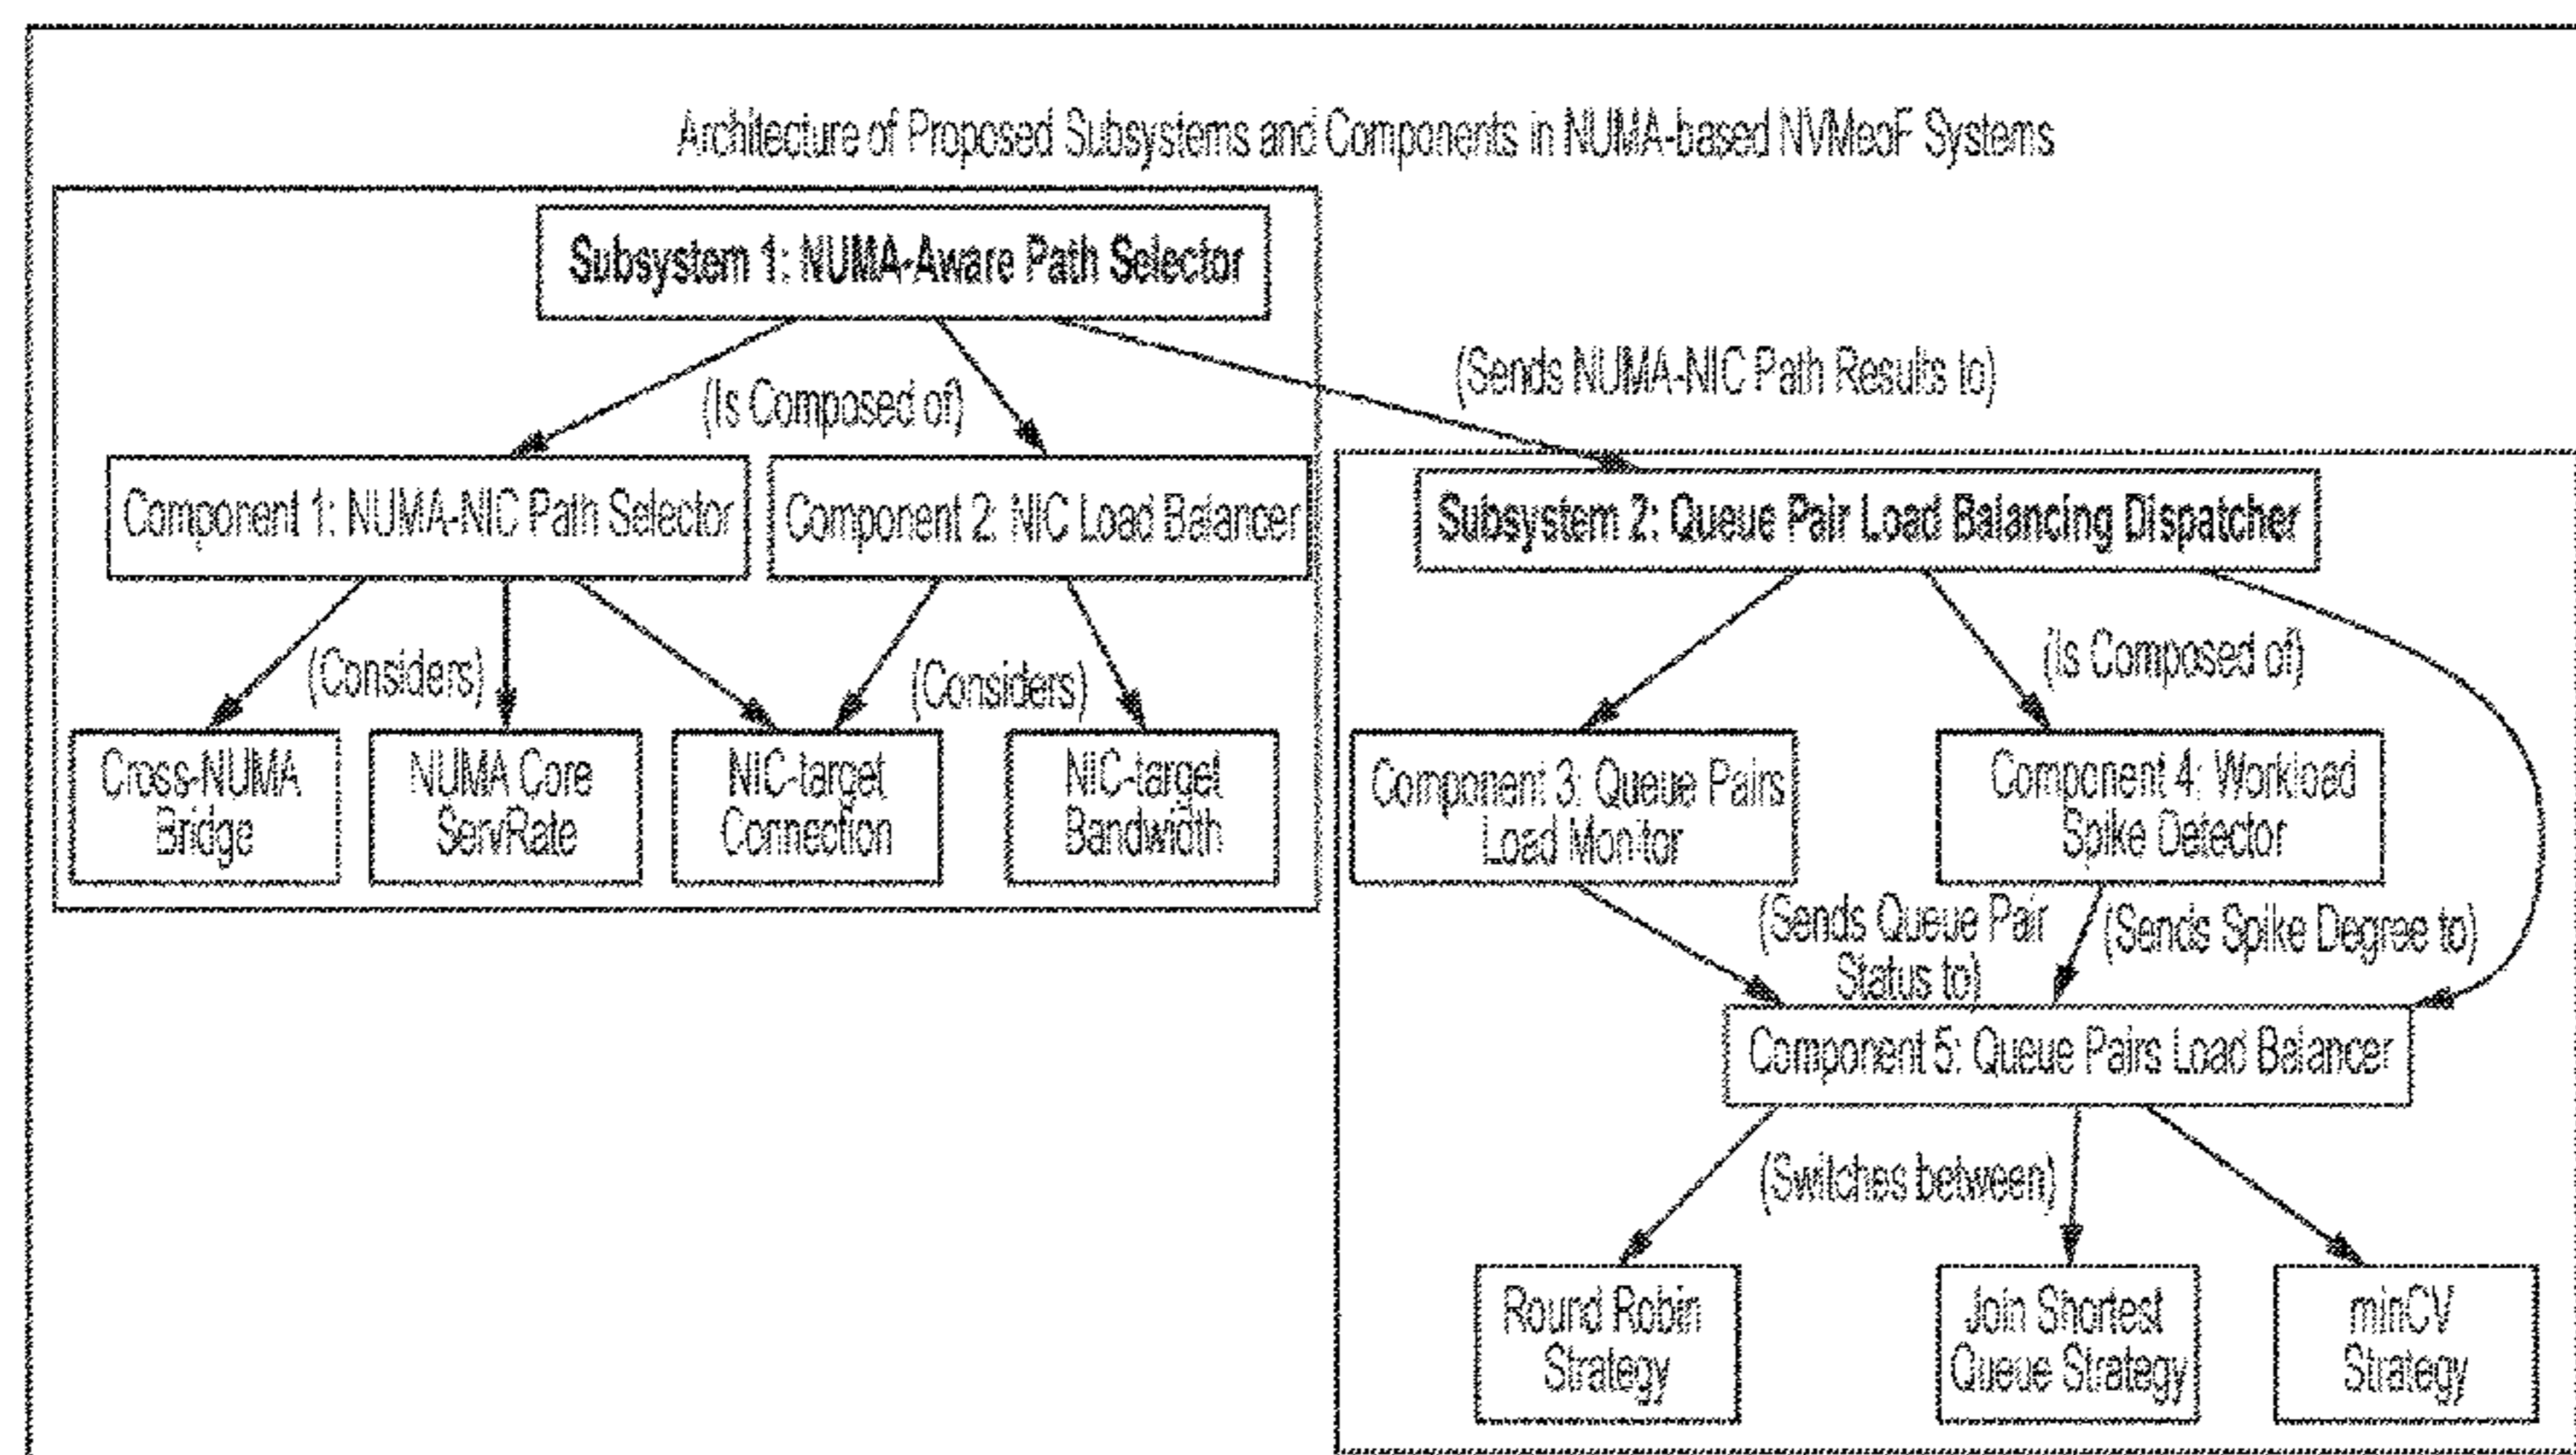 Architecture of Proposed Subsystems and Components in NUMA-based NVMeoF Systems
Subsystem 1: NUMA-Aware Path Selector
(Sends NUMA-NIC Path Results to)
(Is Composed of)
Component 1: NUMA-NIC Path Selector
Component 2: NIC Load Balancer
Subsystem 2: Queue Pair Load Balancing Dispatcher
(Considers)
(Considers)
(Is Composed of)
Cross-NUMA
Bridge
NUMA Core
ServRate
NIC-target
Connection
NIC-target
Bandwidth
Component 3: Queue Pairs
Load Monitor
Component 4: Workload
Spike Detector
(Sends Queue Pair
Status to)
(Sends Spike Degree to)
Component 5: Queue Pairs Load Balancer
(Switches between)
Round Robin
Strategy
Join Shortest
Queue Strategy
minCV
Strategy